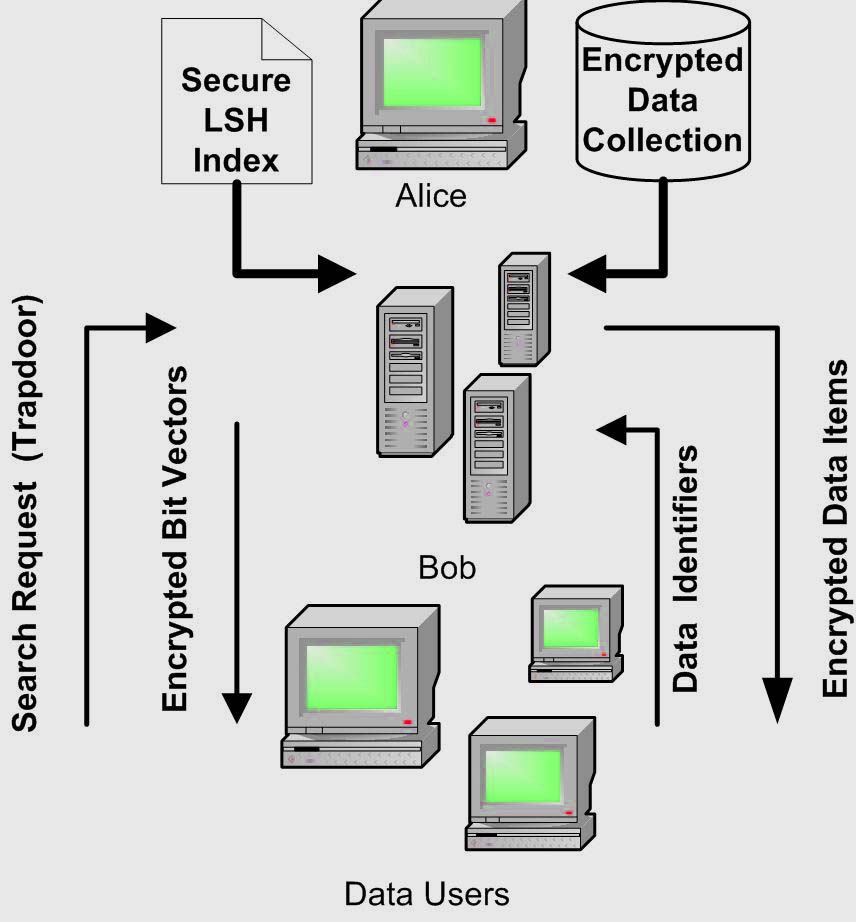 Secure
LSH
Index
Encrypted
Data
Collection
Alice
Search Request (Trapdoor)
Encrypted Bit Vectors
Data Identifiers
Encrypted Data Items
Bob
Data Users